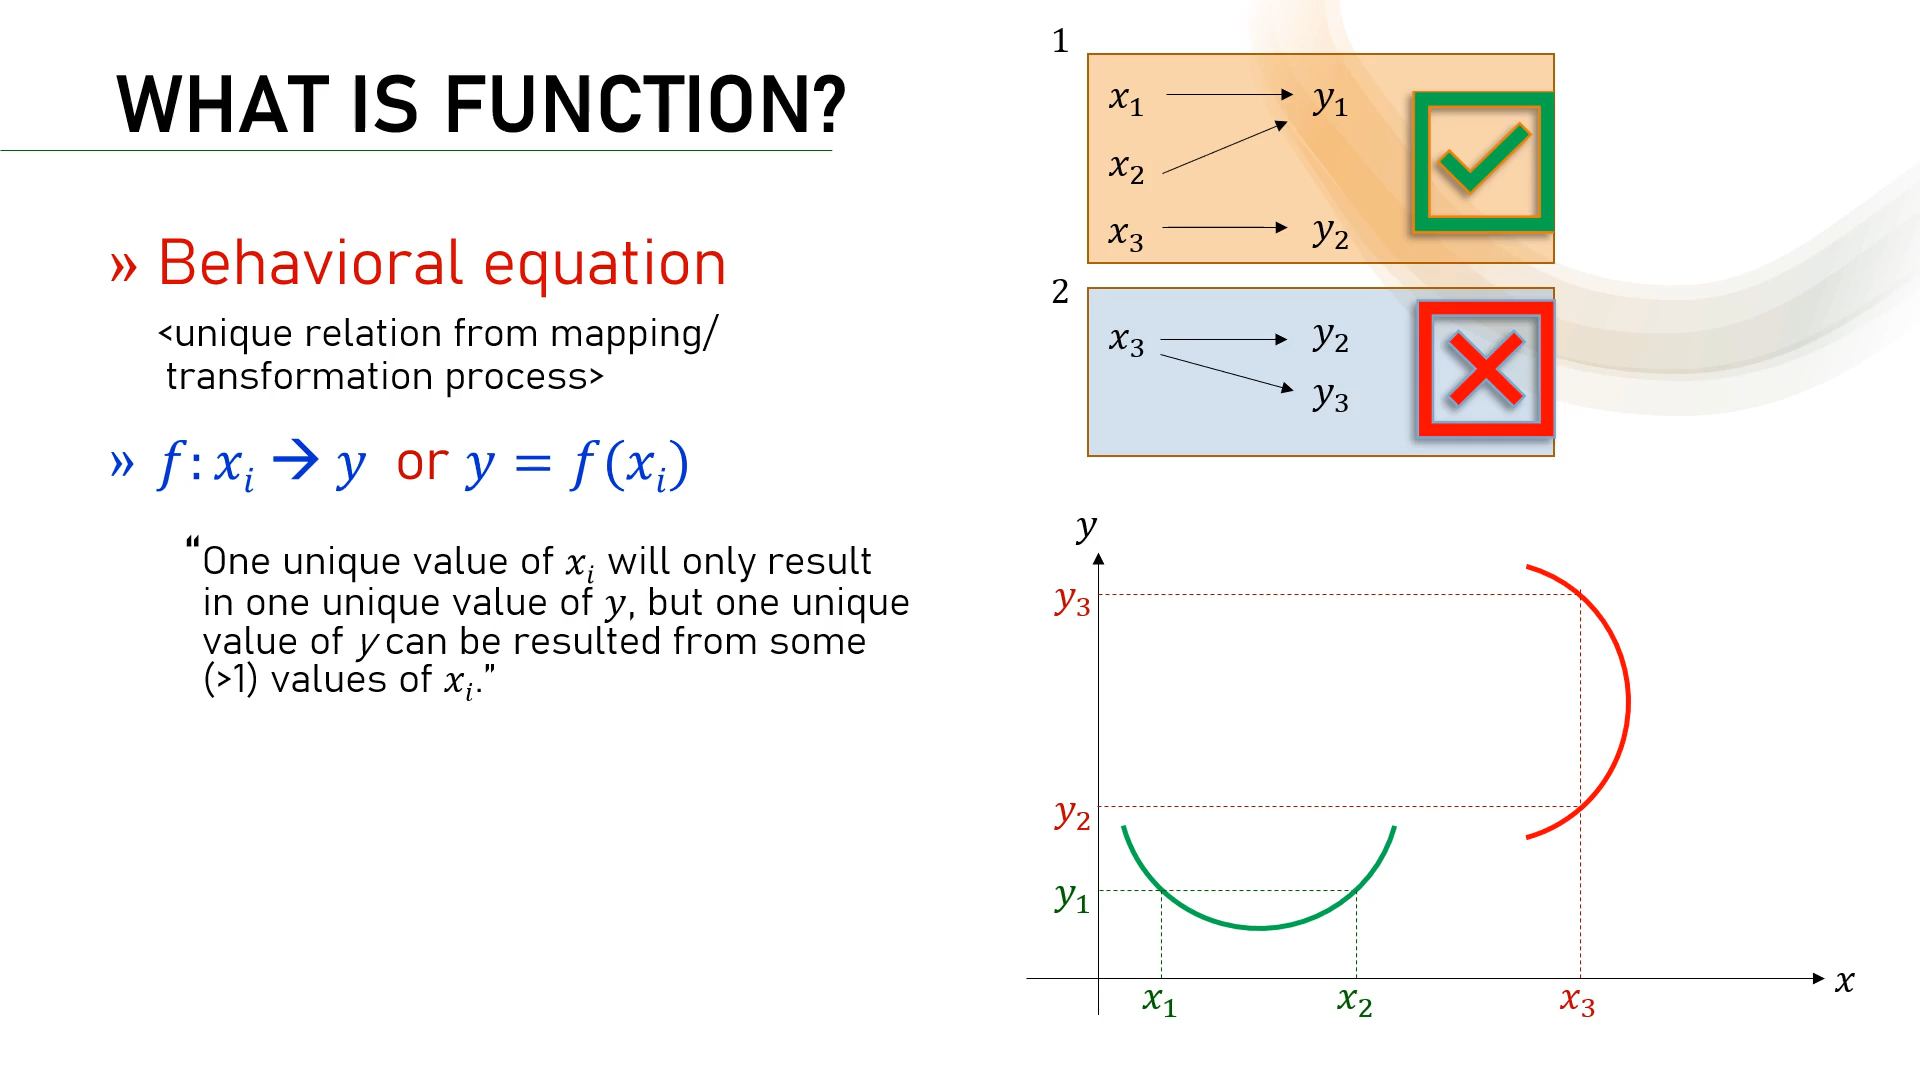 WHAT IS FUNCTION?
» Behavioral equation
<unique relation from mapping/
transformation process>
» f: xᵢ → y or y = f(xᵢ)
“One unique value of xᵢ will only result
in one unique value of y, but one unique
value of y can be resulted from some
(>1) values of xᵢ.”
1
x₁ y₁
x₂
x₃ y₂
2
x₃ y₂
y₃
y
y₃
y₂
y₁
x₁ x₂ x₃ x